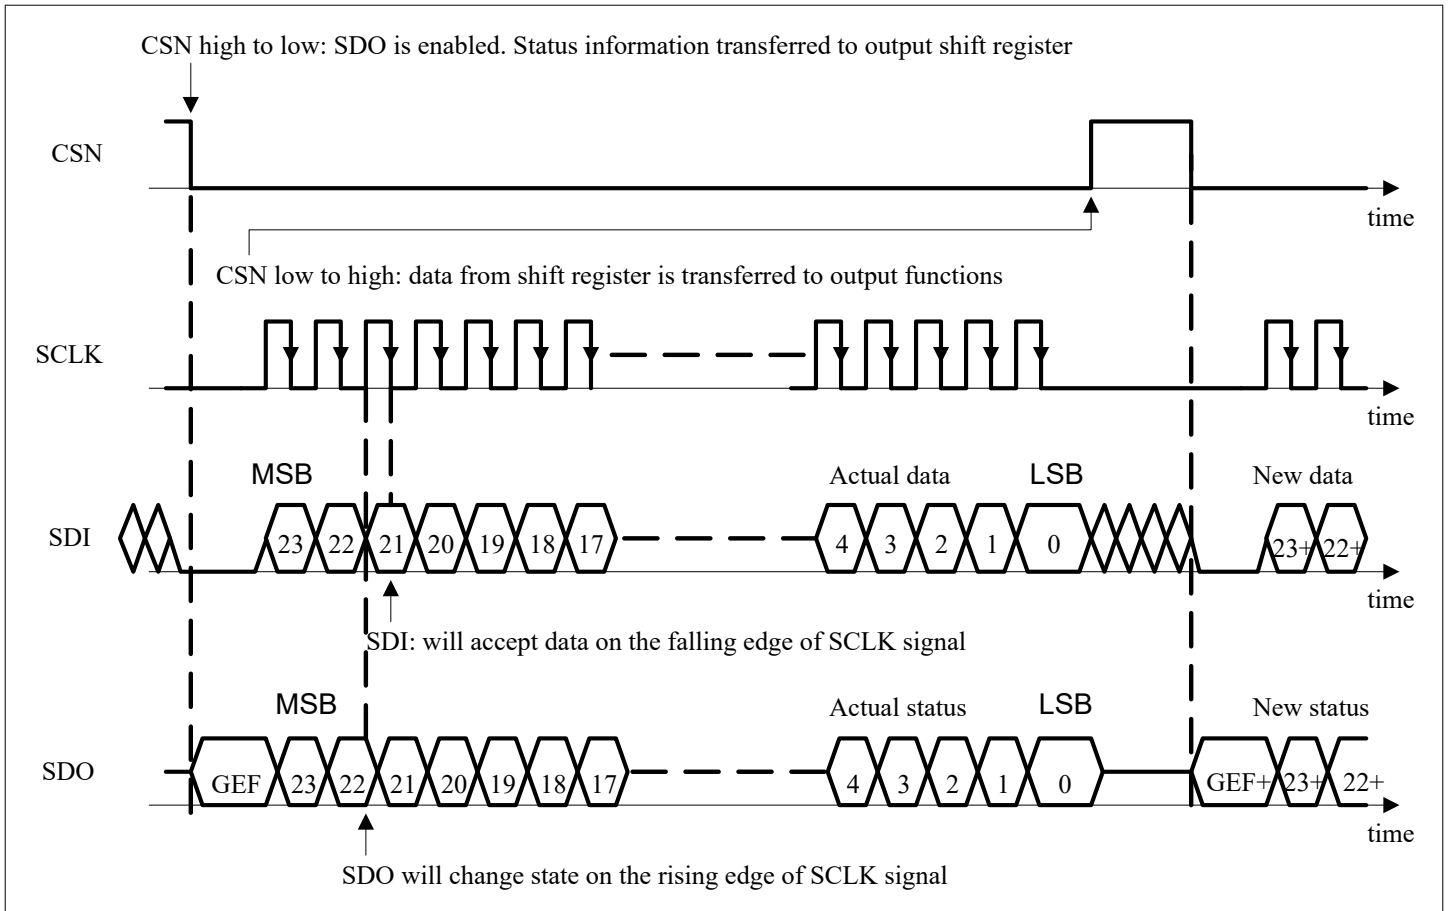 CSN high to low: SDO is enabled. Status information transferred to output shift register
CSN
time
CSN low to high: data from shift register is transferred to output functions
SCLK
time
MSB Actual data LSB New data
SDI 23 22 21 20 19 18 17 4 3 2 1 0 23+ 22+
time
SDI: will accept data on the falling edge of SCLK signal
MSB Actual status LSB New status
SDO GEF 23 22 21 20 19 18 17 4 3 2 1 0 GEF+ 23+ 22+
time
SDO will change state on the rising edge of SCLK signal